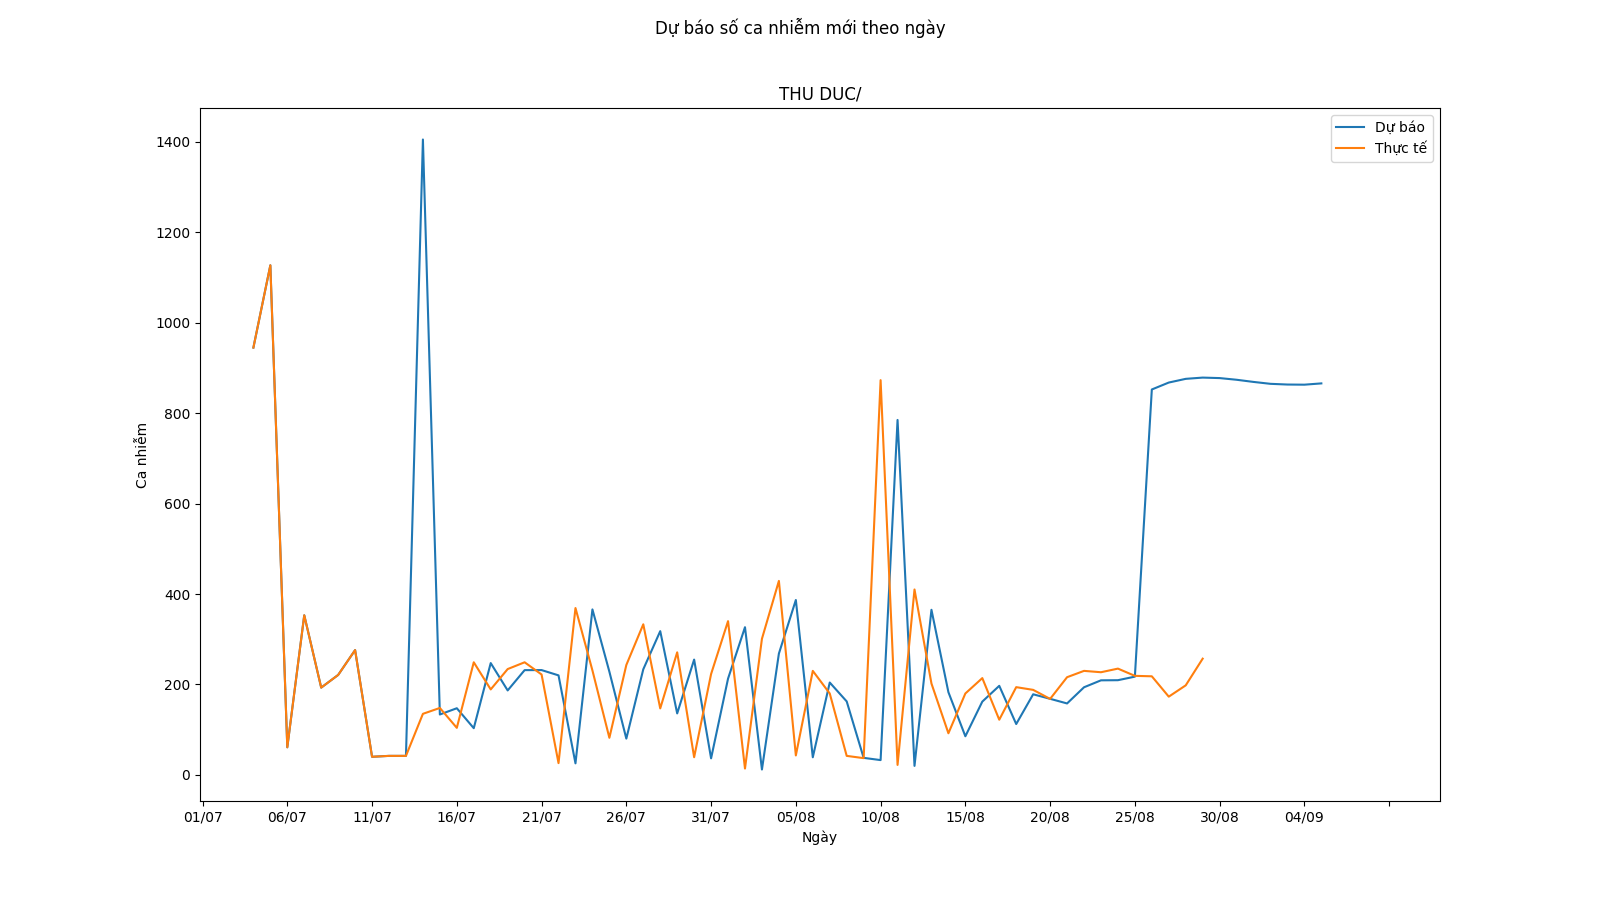 Dự báo số ca nhiễm mới theo ngày
THU DUC/
Dự báo
Thực tế
1400
1200
1000
800
600
400
200
0
Ca nhiễm
01/07 06/07 11/07 16/07 21/07 26/07 31/07 05/08 10/08 15/08 20/08 25/08 30/08 04/09
Ngày